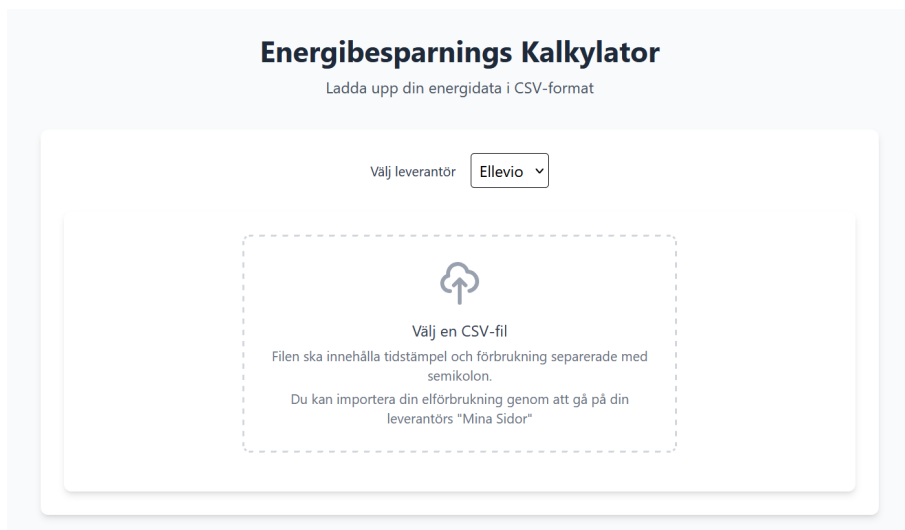 Energibesparnings Kalkylator
Ladda upp din energidata i CSV-format
Välj leverantör
Ellevio
Välj en CSV-fil
Filen ska innehålla tidstämpel och förbrukning separerade med
semikolon.
Du kan importera din elförbrukning genom att gå på din
leverantörs "Mina Sidor"